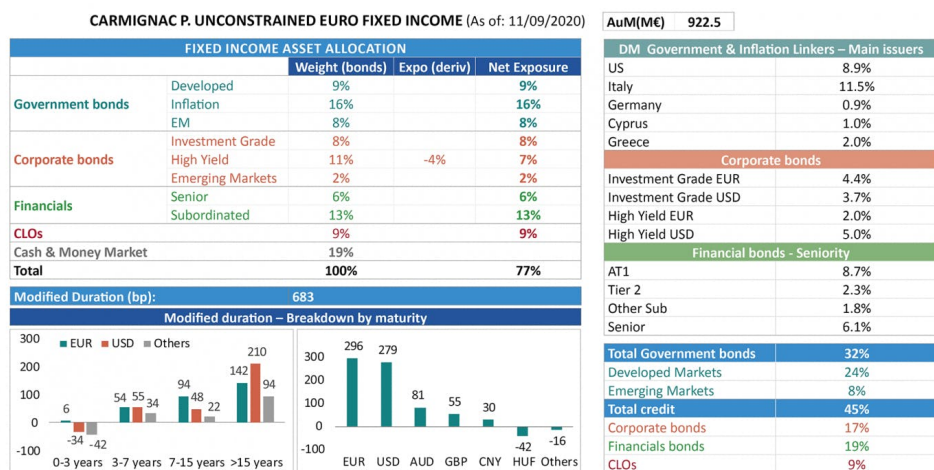 CARMIGNAC P. UNCONSTRAINED EURO FIXED INCOME (As of: 11/09/2020)
AuM(M€) 922.5
FIXED INCOME ASSET ALLOCATION
Weight (bonds) Expo (deriv) Net Exposure
Government bonds
Developed 9% 9%
Inflation 16% 16%
EM 8% 8%
Corporate bonds
Investment Grade 8% 8%
High Yield 11% -4% 7%
Emerging Markets 2% 2%
Financials
Senior 6% 6%
Subordinated 13% 13%
CLOs 9% 9%
Cash & Money Market 19%
Total 100% 77%
Modified Duration (bp): 683
Modified duration – Breakdown by maturity
EUR USD Others
300
200
100
0
-100
6 -34 -42
54 55 34
94 48 22
142 210 94
0-3 years 3-7 years 7-15 years >15 years
300
200
100
0
-100
296 279 81 55 30 -42 -16
EUR USD AUD GBP CNY HUF Others
DM Government & Inflation Linkers – Main issuers
US 8.9%
Italy 11.5%
Germany 0.9%
Cyprus 1.0%
Greece 2.0%
Corporate bonds
Investment Grade EUR 4.4%
Investment Grade USD 3.7%
High Yield EUR 2.0%
High Yield USD 5.0%
Financial bonds - Seniority
AT1 8.7%
Tier 2 2.3%
Other Sub 1.8%
Senior 6.1%
Total Government bonds 32%
Developed Markets 24%
Emerging Markets 8%
Total credit 45%
Corporate bonds 17%
Financials bonds 19%
CLOs 9%